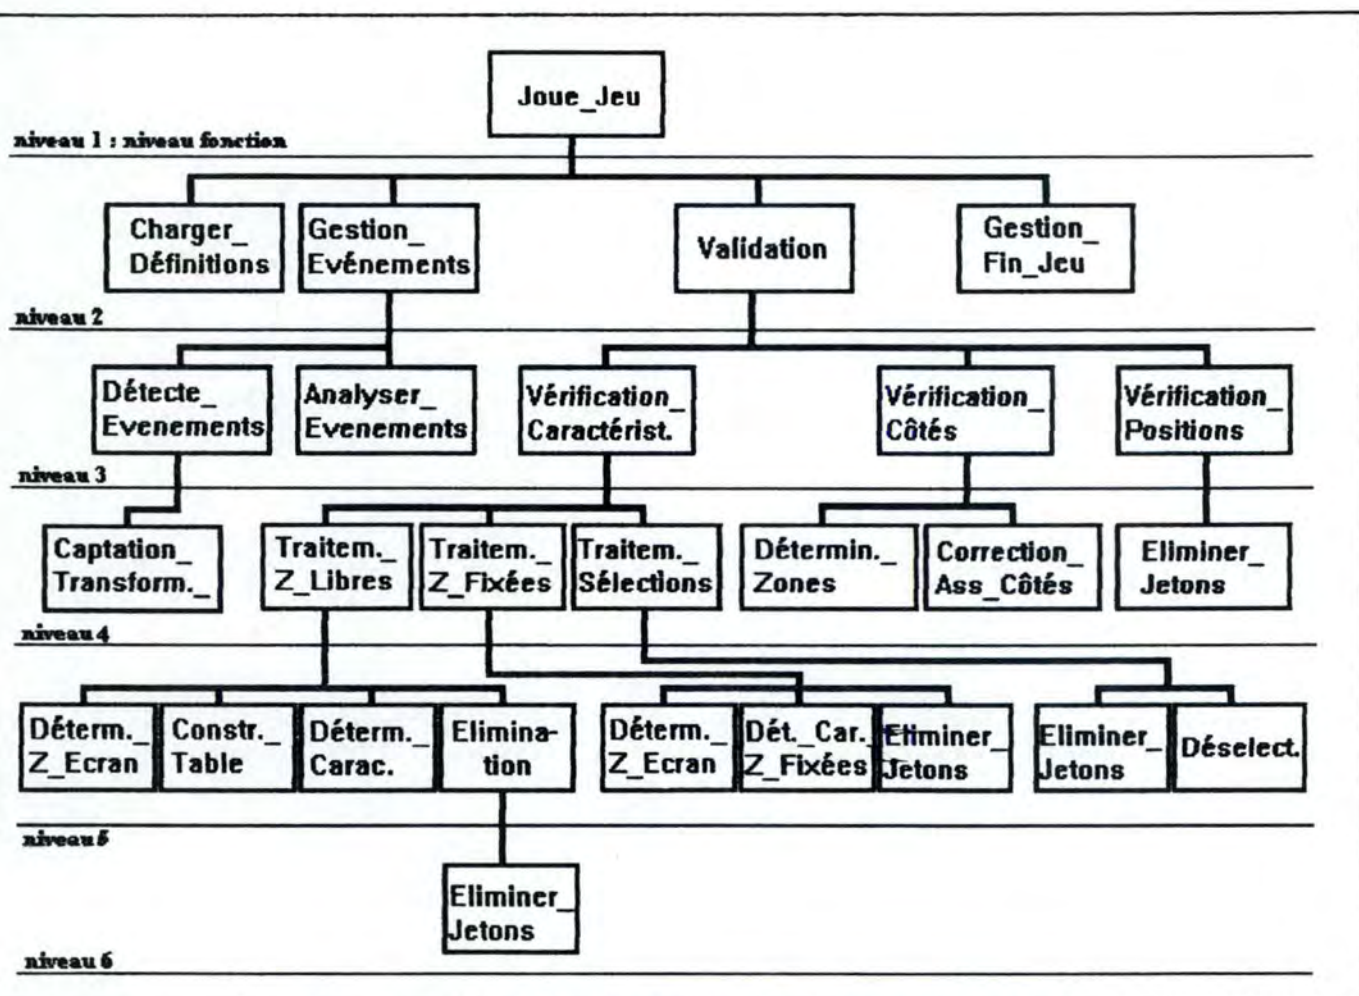 Joue_Jeu
niveau 1 : niveau fonction
Charger_
Définitions
Gestion_
Evénements
Validation
Gestion_
Fin_Jeu
niveau 2
Détecte_
Evenements
Analyser_
Evenements
Vérification_
Caractérist.
Vérification_
Côtés
Vérification_
Positions
niveau 3
Captation_
Transform._
Traitem._
Z_Libres
Traitem._
Z_Fixées
Traitem._
Sélections
Détermin._
Zones
Correction_
Ass_Côtés
Eliminer_
Jetons
niveau 4
Déterm._
Z_Ecran
Constr._
Table
Déterm._
Carac.
Elimina-
tion
Déterm._
Z_Ecran
Dét._Car._
Z_Fixées
Eliminer_
Jetons
Eliminer_
Jetons
Déselect.
niveau 5
Eliminer_
Jetons
niveau 6